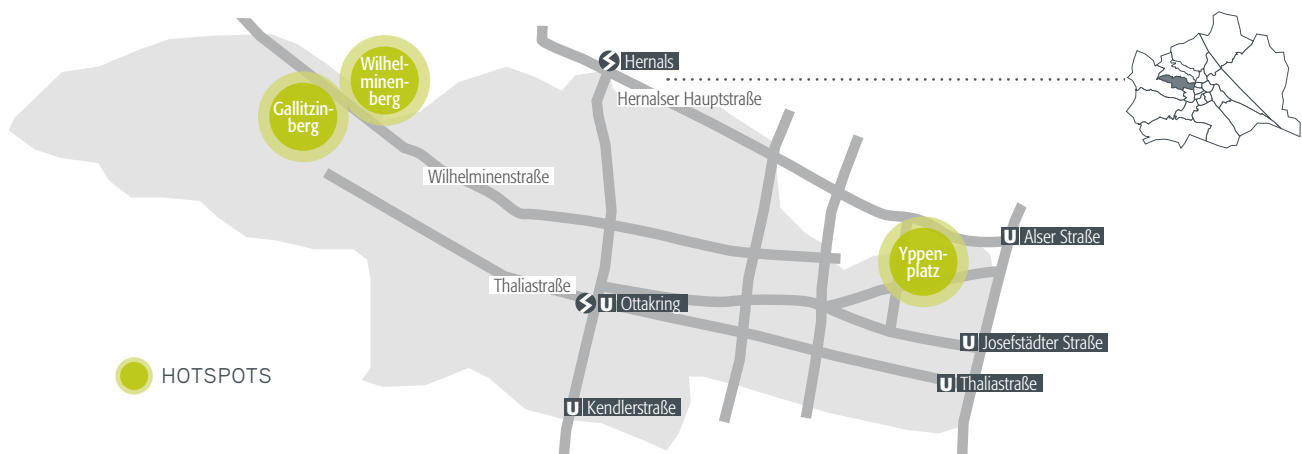 Wilhel-
minen-
berg
Gallitzin-
berg
Hernals
Hernalser Hauptstraße
Wilhelminenstraße
U Alser Straße
Yppen-
platz
Thaliastraße
U Ottakring
U Josefstädter Straße
HOTSPOTS
U Thaliastraße
U Kendlerstraße